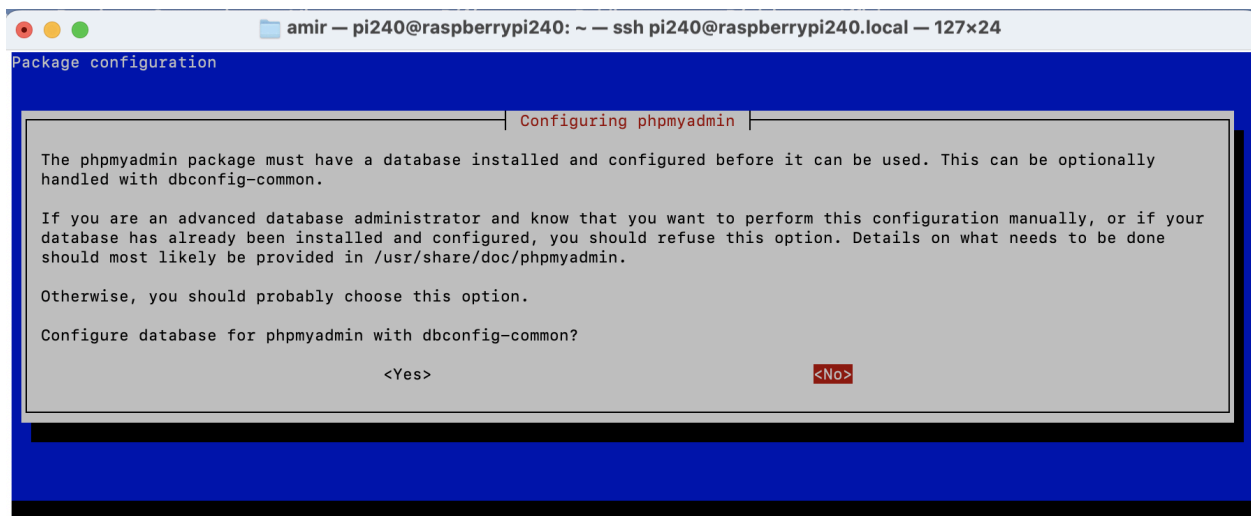 amir — pi240@raspberrypi240: ~ — ssh pi240@raspberrypi240.local — 127×24
Package configuration
Configuring phpmyadmin
The phpmyadmin package must have a database installed and configured before it can be used. This can be optionally
handled with dbconfig-common.
If you are an advanced database administrator and know that you want to perform this configuration manually, or if your
database has already been installed and configured, you should refuse this option. Details on what needs to be done
should most likely be provided in /usr/share/doc/phpmyadmin.
Otherwise, you should probably choose this option.
Configure database for phpmyadmin with dbconfig-common?
<Yes> <No>